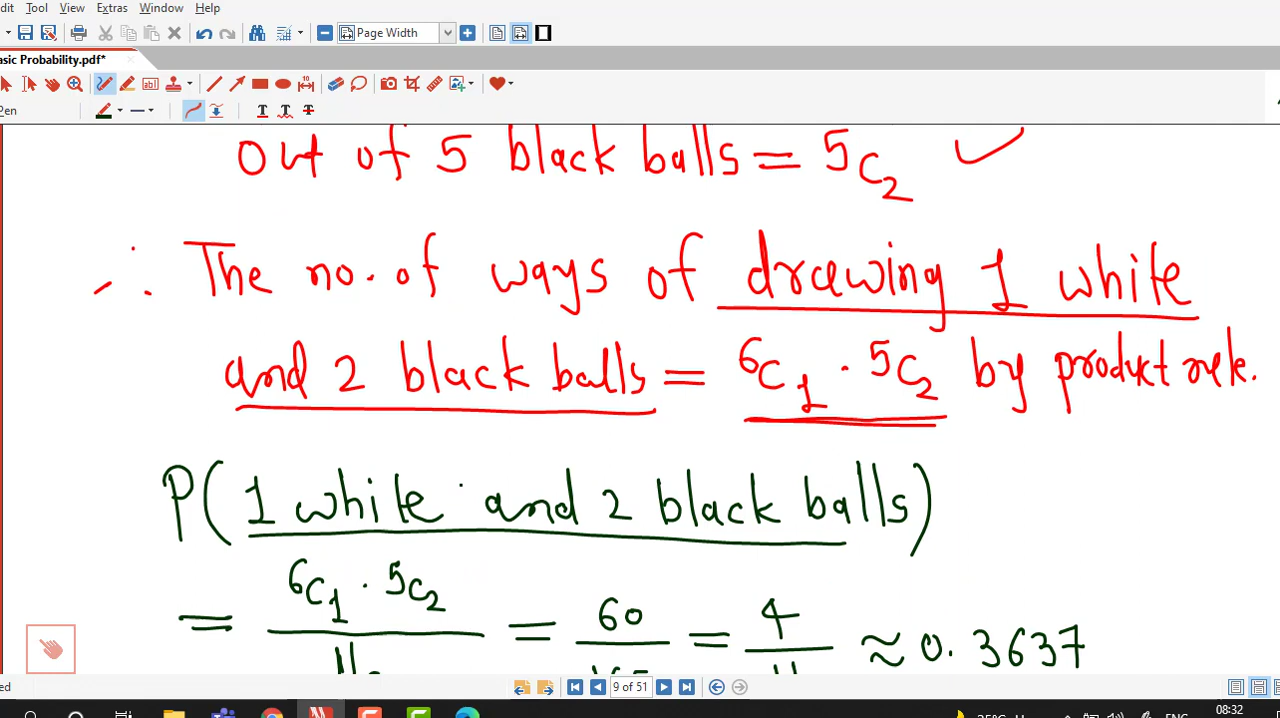 dit Tool View Extras Window Help
Page Width
asic Probability.pdf*
Pen
out of 5 black balls = 5C2
∴ The no. of ways of drawing 1 white
and 2 black balls = 6C1 · 5C2 by product rule.
P(1 white and 2 black balls)
= 6C1 · 5C2 = 60 = 4 ≈ 0.3637
9 of 51
08:32
ENG